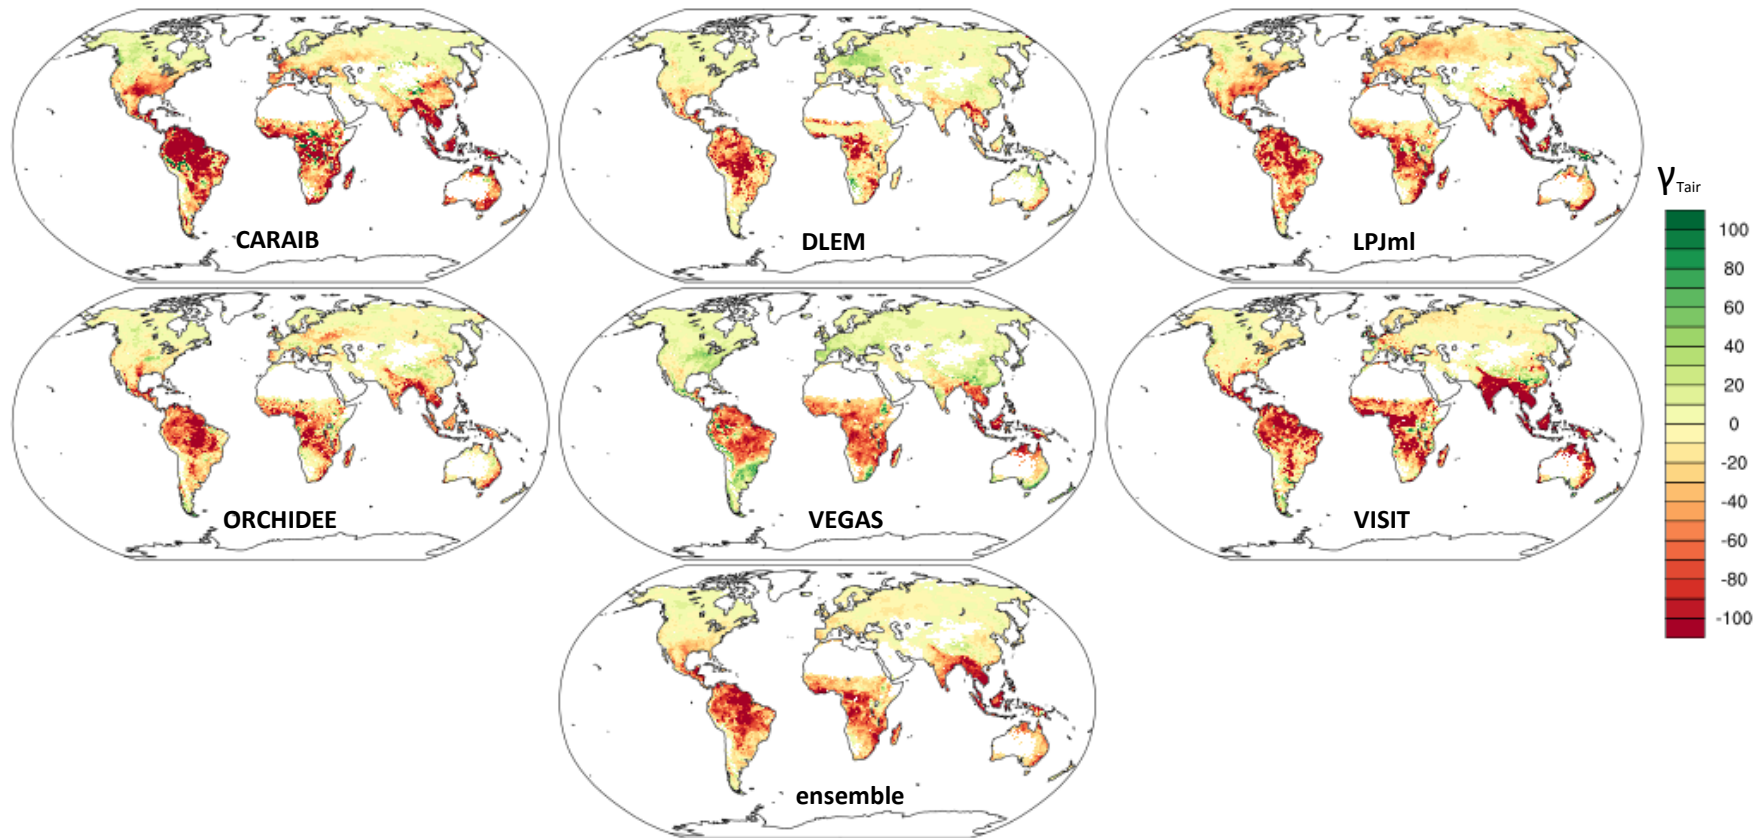 CARAIB
DLEM
LPJml
γTair
100
80
60
40
20
0
-20
-40
-60
-80
-100
ORCHIDEE
VEGAS
VISIT
ensemble